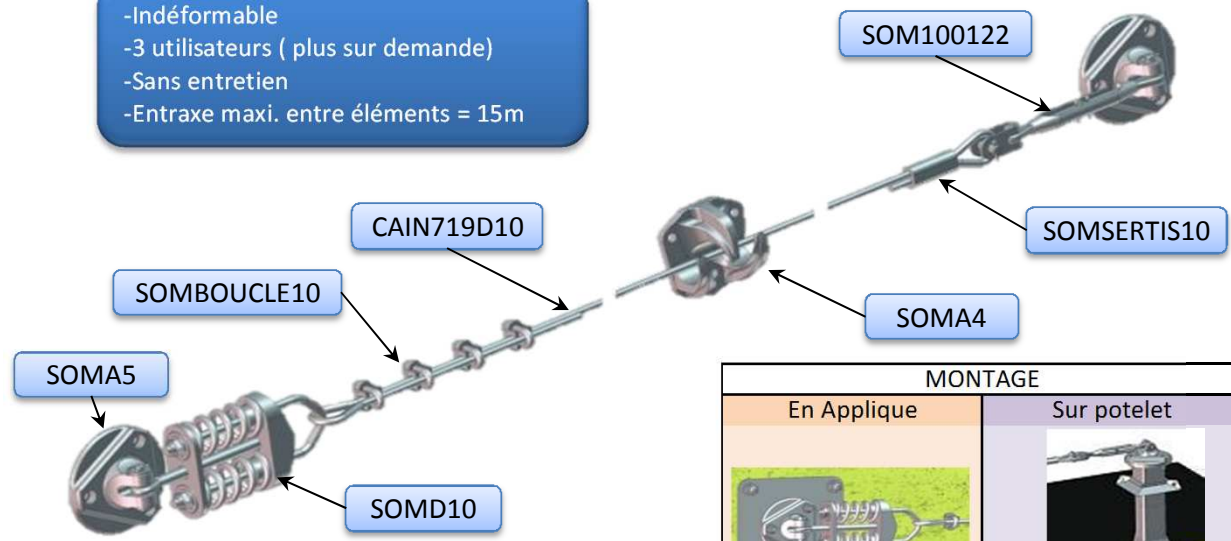 -Indéformable
-3 utilisateurs ( plus sur demande)
-Sans entretien
-Entraxe maxi. entre éléments = 15m
SOM100122
CAIN719D10
SOMSERTIS10
SOMBOUCLE10
SOMA4
SOMA5
SOMD10
MONTAGE
En Applique
Sur potelet